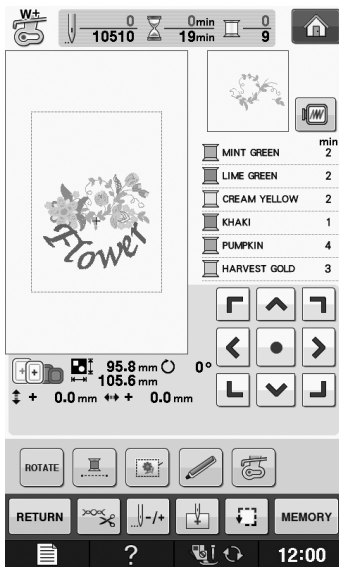 W±
0 0min 0
10510 19min 9
min
MINT GREEN 2
LIME GREEN 2
CREAM YELLOW 2
KHAKI 1
PUMPKIN 4
HARVEST GOLD 3
Flower
95.8 mm 0°
105.6 mm
+ 0.0 mm + 0.0 mm
ROTATE
RETURN -/+ MEMORY
? 12:00